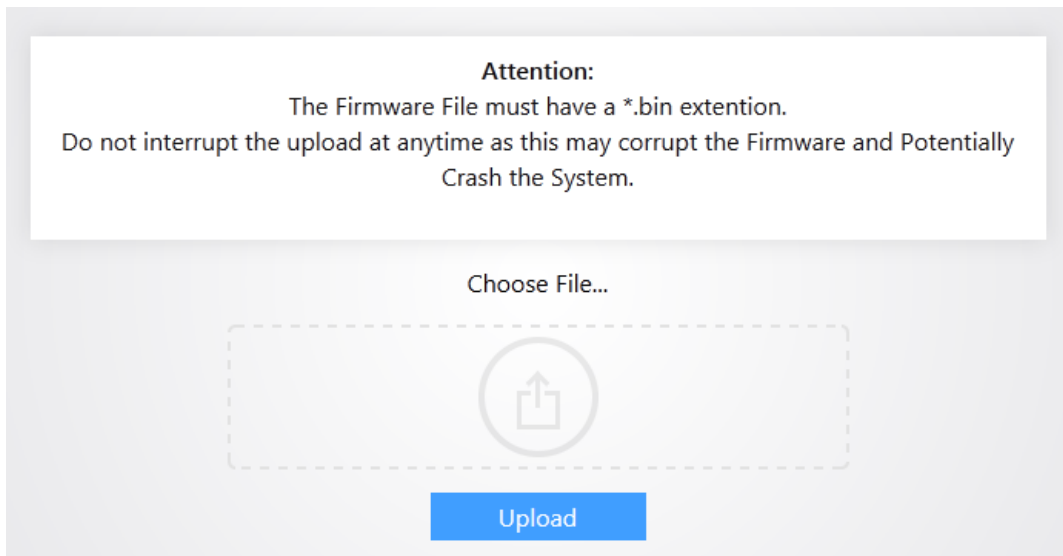 Attention:
The Firmware File must have a *.bin extention.
Do not interrupt the upload at anytime as this may corrupt the Firmware and Potentially
Crash the System.
Choose File...
Upload